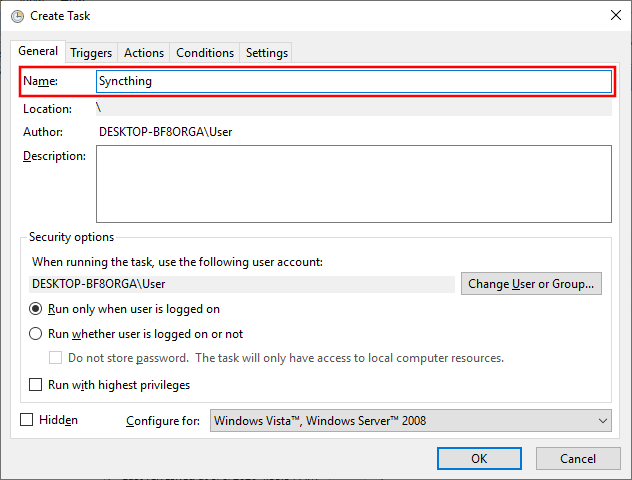 Create Task
General Triggers Actions Conditions Settings
Name: Syncthing
Location: \
Author: DESKTOP-BF8ORGA\User
Description:
Security options
When running the task, use the following user account:
DESKTOP-BF8ORGA\User Change User or Group...
Run only when user is logged on
Run whether user is logged on or not
Do not store password. The task will only have access to local computer resources.
Run with highest privileges
Hidden Configure for: Windows Vista™, Windows Server™ 2008
OK Cancel